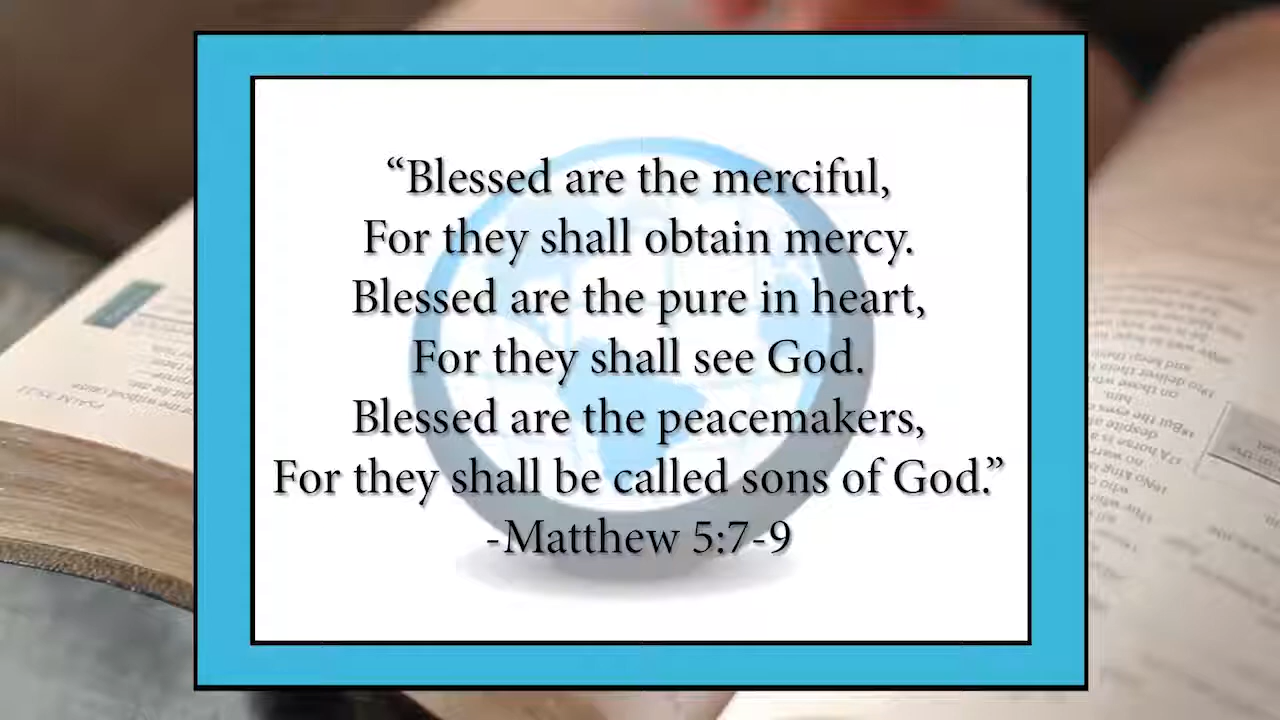 “Blessed are the merciful,
For they shall obtain mercy.
Blessed are the pure in heart,
For they shall see God.
Blessed are the peacemakers,
For they shall be called sons of God.”
-Matthew 5:7-9